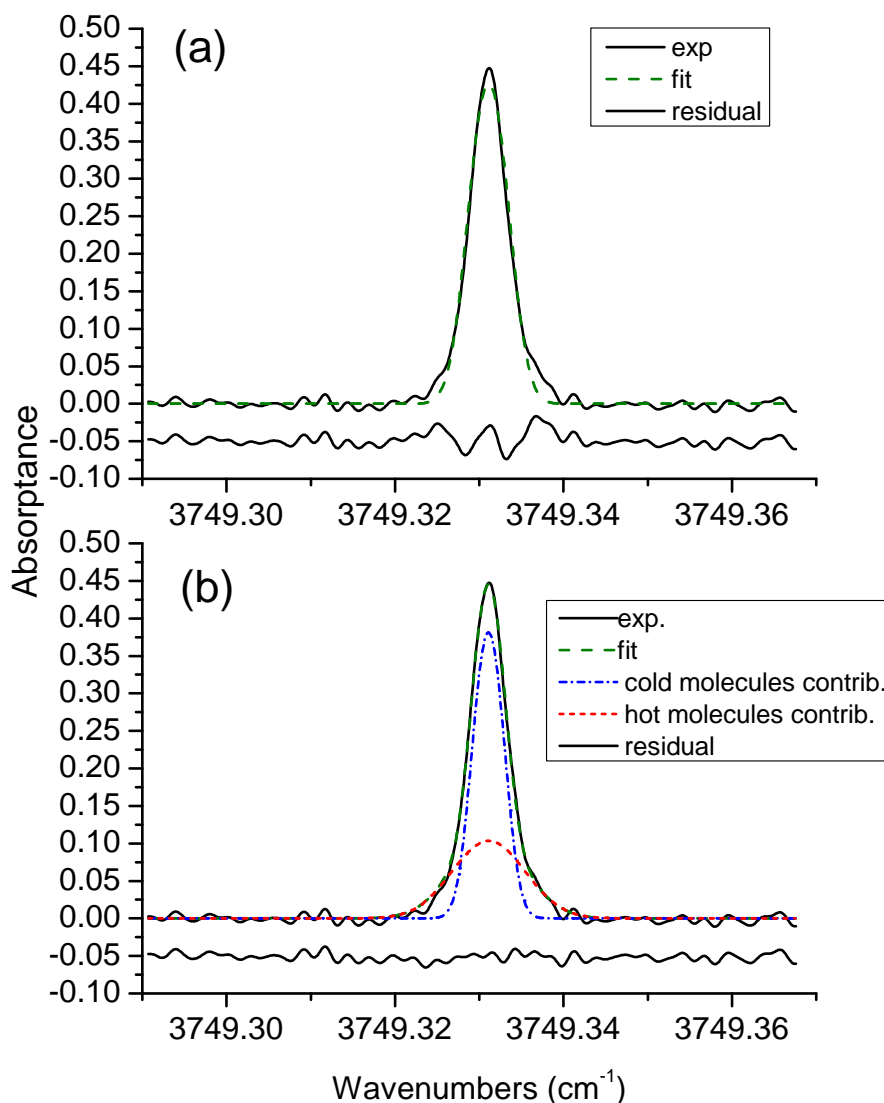 Absorptance
(a)
exp
fit
residual
0.50
0.45
0.40
0.35
0.30
0.25
0.20
0.15
0.10
0.05
0.00
-0.05
-0.10
3749.30 3749.32 3749.34 3749.36
(b)
exp.
fit
cold molecules contrib.
hot molecules contrib.
residual
0.50
0.45
0.40
0.35
0.30
0.25
0.20
0.15
0.10
0.05
0.00
-0.05
-0.10
3749.30 3749.32 3749.34 3749.36
Wavenumbers (cm⁻¹)